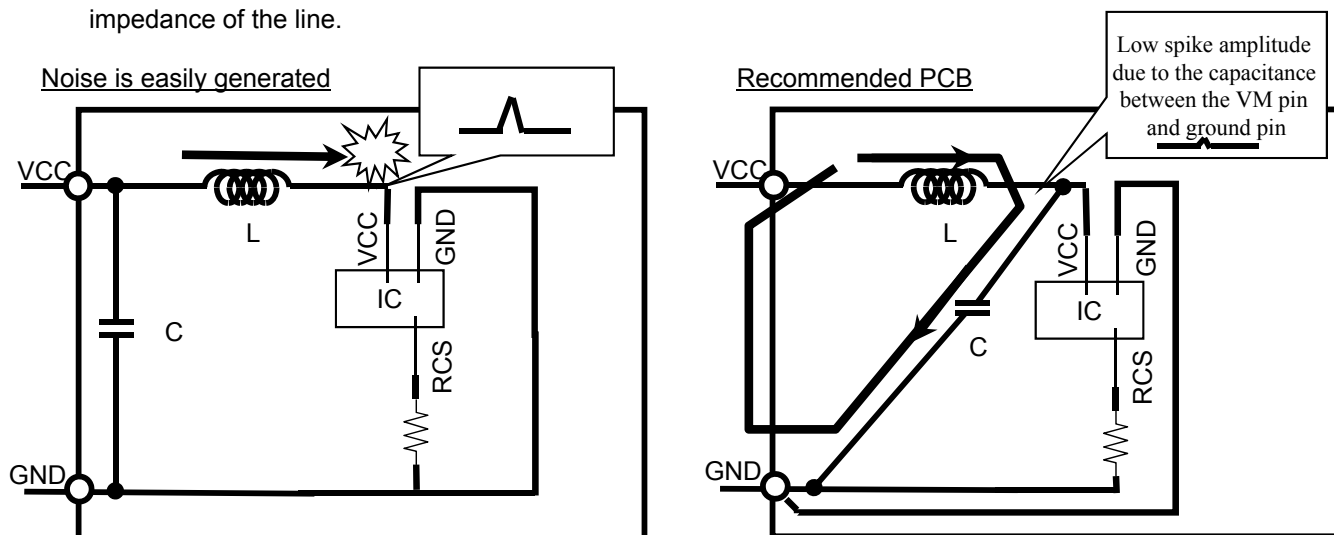 impedance of the line.
Noise is easily generated
VCC
L
VCC
GND
IC
C
RCS
GND
Recommended PCB
Low spike amplitude
due to the capacitance
between the VM pin
and ground pin
VCC
L
VCC
GND
IC
C
RCS
GND